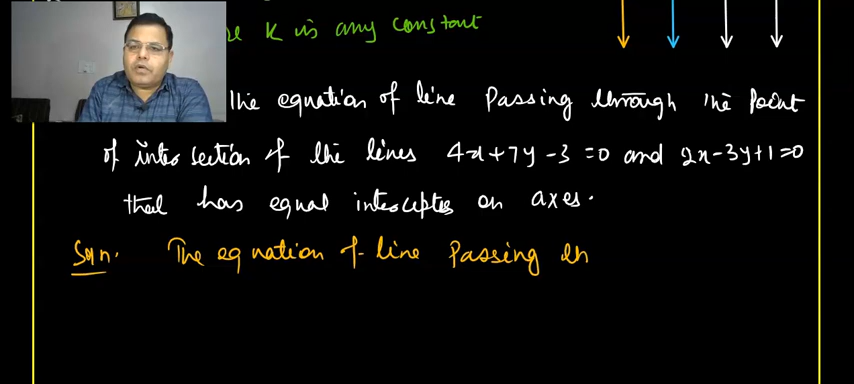 K is any constant
The equation of line Passing through the Point
of intersection of the lines 4x+7y-3=0 and 2x-3y+1=0
that has equal intercepts on axes.
Soln. The equation of line Passing th